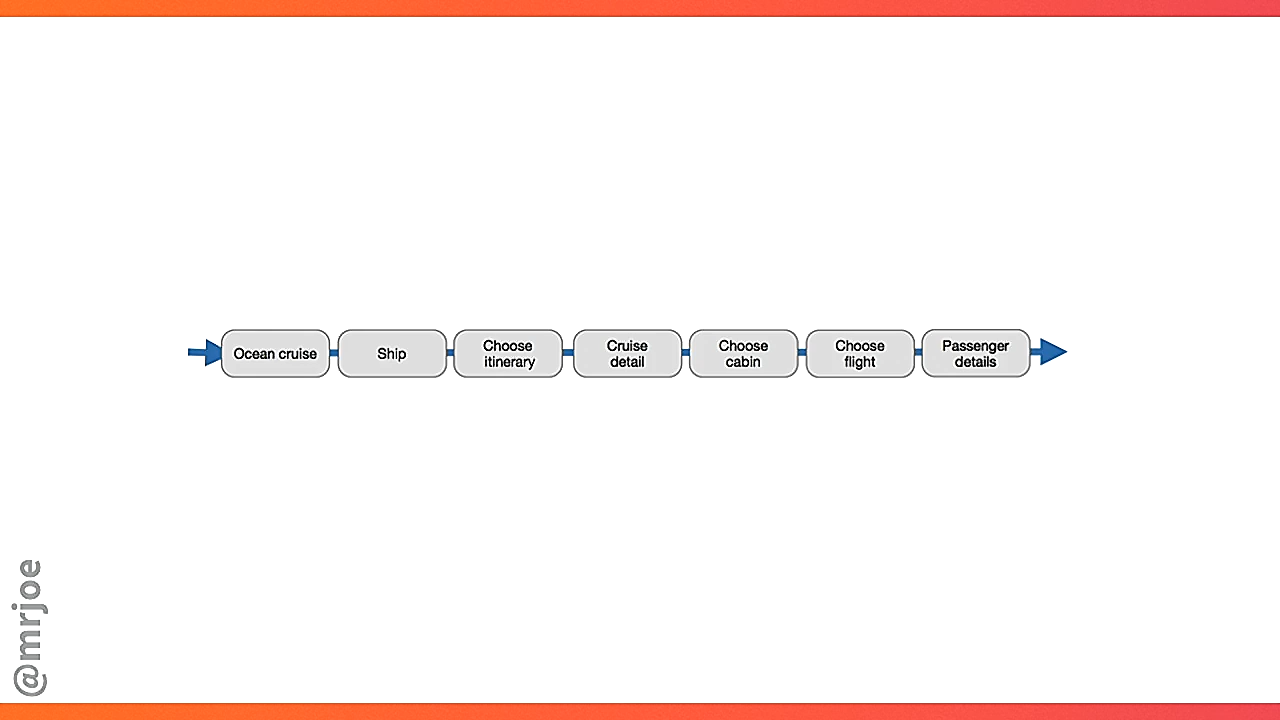 Ocean cruise
Ship
Choose
itinerary
Cruise
detail
Choose
cabin
Choose
flight
Passenger
details
@mrjoe